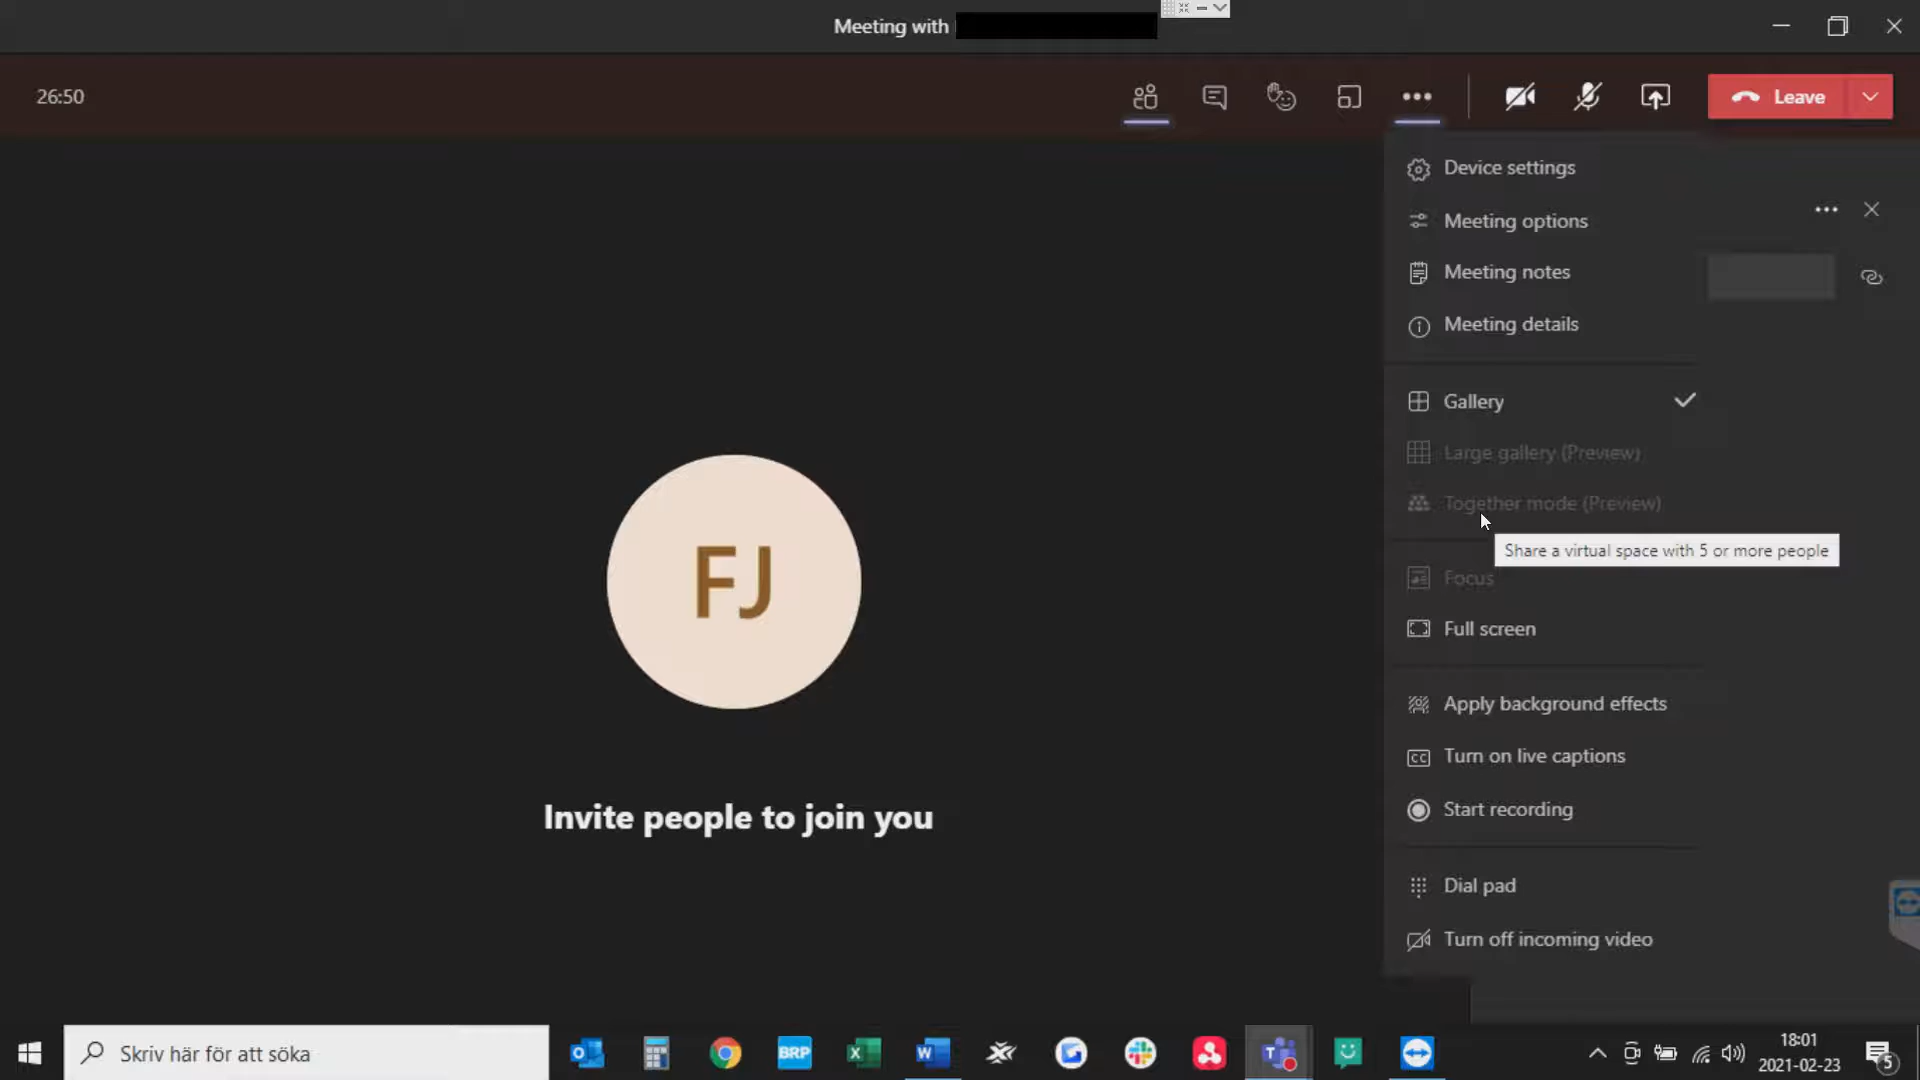 Meeting with
26:50
Leave
Device settings
Meeting options
Meeting notes
Meeting details
Gallery
Large gallery (Preview)
Together mode (Preview)
Share a virtual space with 5 or more people
Focus
Full screen
Apply background effects
CC Turn on live captions
Start recording
Dial pad
Turn off incoming video
FJ
Invite people to join you
Skriv här för att söka
BRP
18:01
2021-02-23
5